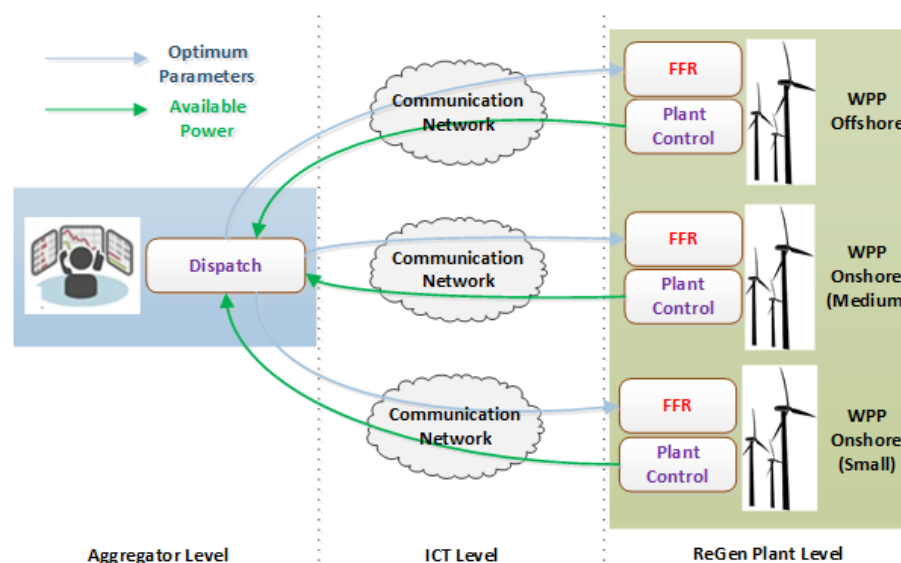 Optimum
Parameters
Available
Power
Communication
Network
FFR
Plant
Control
WPP
Offshore
Dispatch
Communication
Network
FFR
Plant
Control
WPP
Onshore
(Medium)
Communication
Network
FFR
Plant
Control
WPP
Onshore
(Small)
Aggregator Level
ICT Level
ReGen Plant Level